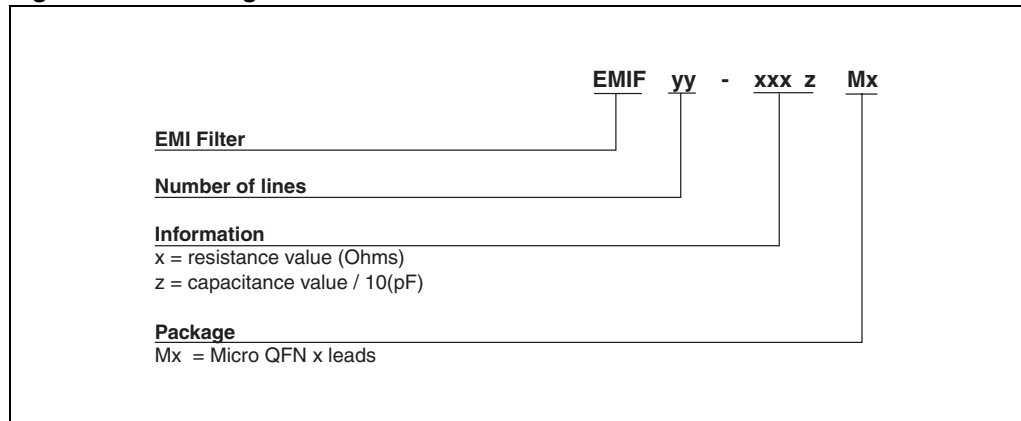 EMIF yy - xxx z Mx
EMI Filter
Number of lines
Information
x = resistance value (Ohms)
z = capacitance value / 10(pF)
Package
Mx = Micro QFN x leads